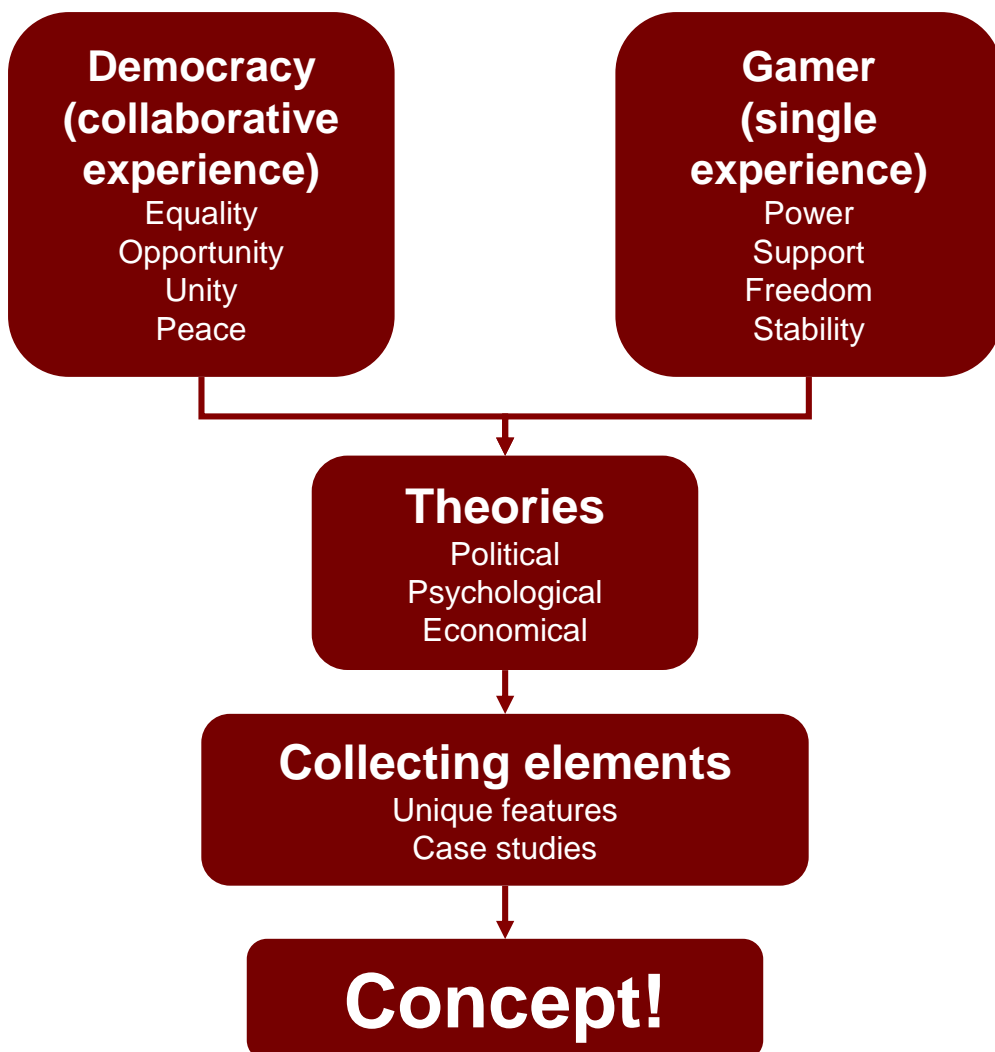 Democracy
(collaborative
experience)
Equality
Opportunity
Unity
Peace
Gamer
(single
experience)
Power
Support
Freedom
Stability
Theories
Political
Psychological
Economical
Collecting elements
Unique features
Case studies
Concept!